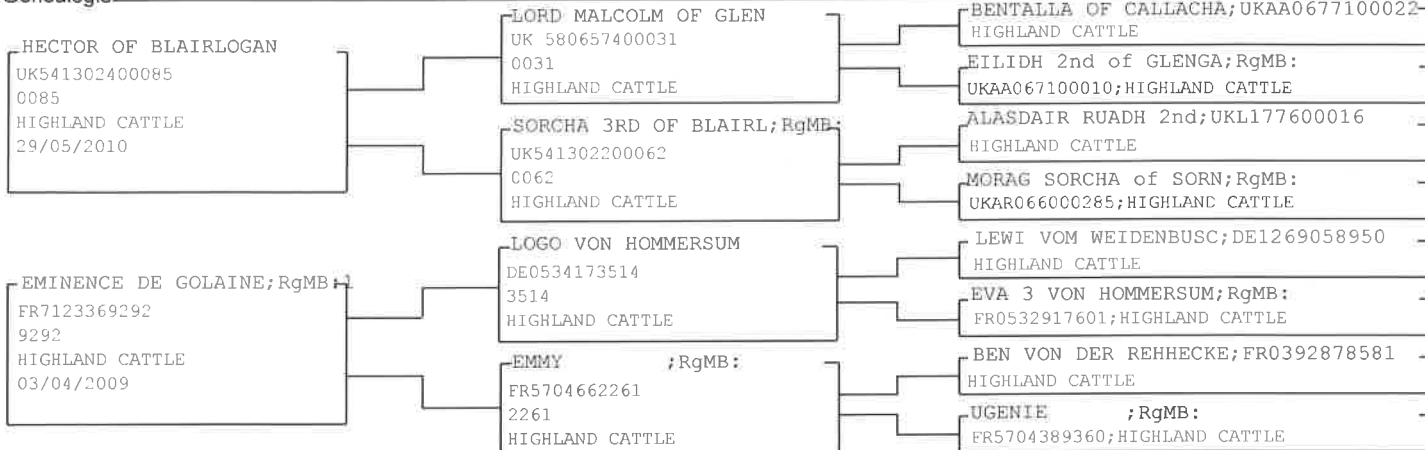 HECTOR OF BLAIRLOGAN
UK541302400085
0085
HIGHLAND CATTLE
29/05/2010
EMINENCE DE GOLAINE;RgMB:1
FR7123369292
9292
HIGHLAND CATTLE
03/04/2009
LORD MALCOLM OF GLEN
UK 580657400031
0031
HIGHLAND CATTLE
SORCHA 3RD OF BLAIRL;RgMB:
UK541302200062
0062
HIGHLAND CATTLE
LOGO VON HOMMERSUM
DE0534173514
3514
HIGHLAND CATTLE
EMMY ;RgMB:
FR5704662261
2261
HIGHLAND CATTLE
BENTALLA OF CALLACHA;UKAA0677100022
HIGHLAND CATTLE
EILIDH 2nd of GLENGA;RgMB:
UKAA067100010;HIGHLAND CATTLE
ALASDAIR RUADH 2nd;UKL177600016
HIGHLAND CATTLE
MORAG SORCHA of SORN;RgMB:
UKAR066000285;HIGHLAND CATTLE
LEWI VOM WEIDENBUSC;DE1269058950
HIGHLAND CATTLE
EVA 3 VON HOMMERSUM;RgMB:
FR0532917601;HIGHLAND CATTLE
BEN VON DER REHHECKE;FR0392878581
HIGHLAND CATTLE
UGENIE ;RgMB:
FR5704389360;HIGHLAND CATTLE